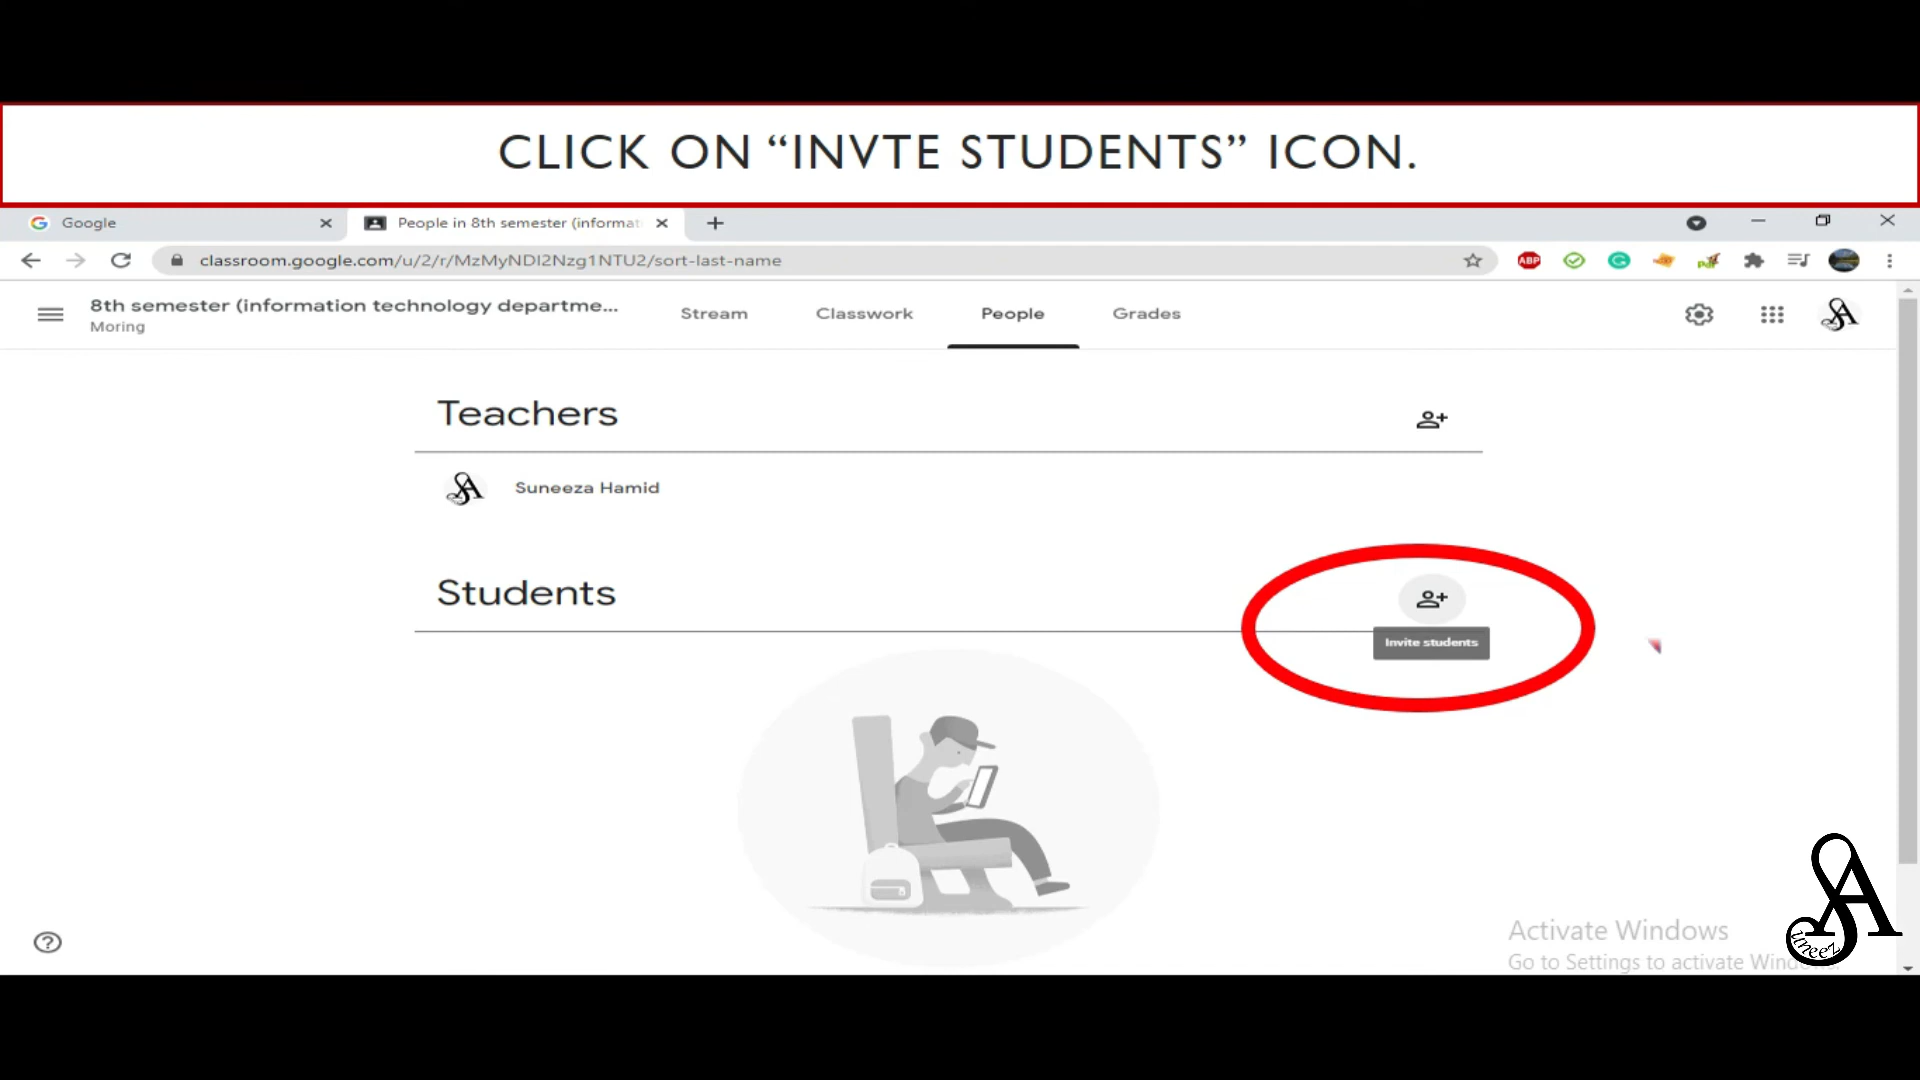 CLICK ON “INVTE STUDENTS” ICON.
Google
People in 8th semester (informat
classroom.google.com/u/2/r/MzMyNDI2Nzg1NTU2/sort-last-name
ABP
8th semester (information technology departme...
Moring
Stream
Classwork
People
Grades
Teachers
Suneeza Hamid
Students
Invite students
Activate Windows
Go to Settings to activate Windows.